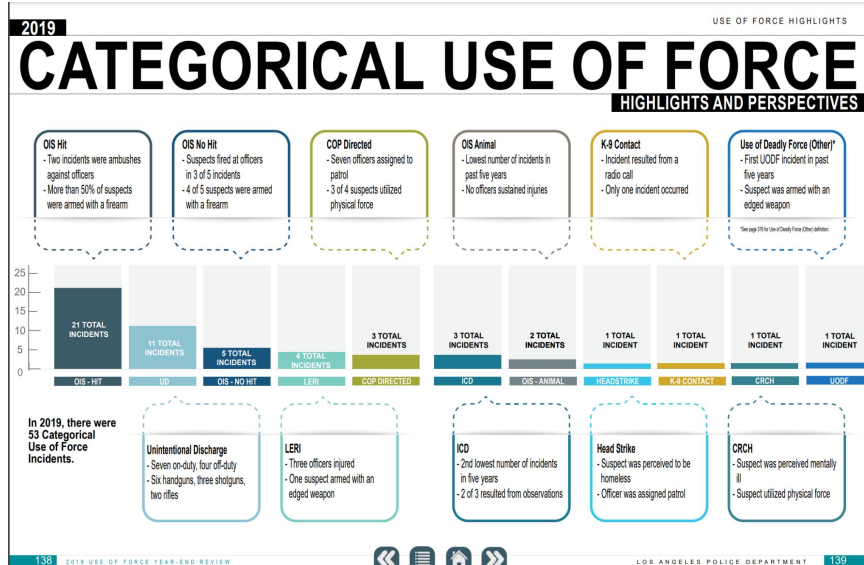 2019
USE OF FORCE HIGHLIGHTS
CATEGORICAL USE OF FORCE
HIGHLIGHTS AND PERSPECTIVES
OIS Hit
- Two incidents were ambushes
against officers
- More than 50% of suspects
were armed with a firearm
OIS No Hit
- Suspects fired at officers
in 3 of 5 incidents
- 4 of 5 suspects were armed
with a firearm
COP Directed
- Seven officers assigned to
patrol
- 3 of 4 suspects utilized
physical force
OIS Animal
- Lowest number of incidents in
past five years
- No officers sustained injuries
K-9 Contact
- Incident resulted from a
radio call
- Only one incident occurred
Use of Deadly Force (Other)*
- First UODF incident in past
five years
- Suspect was armed with an
edged weapon
*See page 378 for Use of Deadly Force (Other) definition.
25
20
15
10
5
0
21 TOTAL
INCIDENTS
11 TOTAL
INCIDENTS
5 TOTAL
INCIDENTS
4 TOTAL
INCIDENTS
3 TOTAL
INCIDENTS
3 TOTAL
INCIDENTS
2 TOTAL
INCIDENTS
1 TOTAL
INCIDENT
1 TOTAL
INCIDENT
1 TOTAL
INCIDENT
1 TOTAL
INCIDENT
OIS - HIT
UD
OIS - NO HIT
LERI
COP DIRECTED
ICD
OIS - ANIMAL
HEADSTRIKE
K-9 CONTACT
CRCH
UODF
In 2019, there were
53 Categorical
Use of Force
Incidents.
Unintentional Discharge
- Seven on-duty, four off-duty
- Six handguns, three shotguns,
two rifles
LERI
- Three officers injured
- One suspect armed with an
edged weapon
ICD
- 2nd lowest number of incidents
in five years
- 2 of 3 resulted from observations
Head Strike
- Suspect was perceived to be
homeless
- Officer was assigned patrol
CRCH
- Suspect was perceived mentally
ill
- Suspect utilized physical force
138
2019 USE OF FORCE YEAR-END REVIEW
LOS ANGELES POLICE DEPARTMENT
139